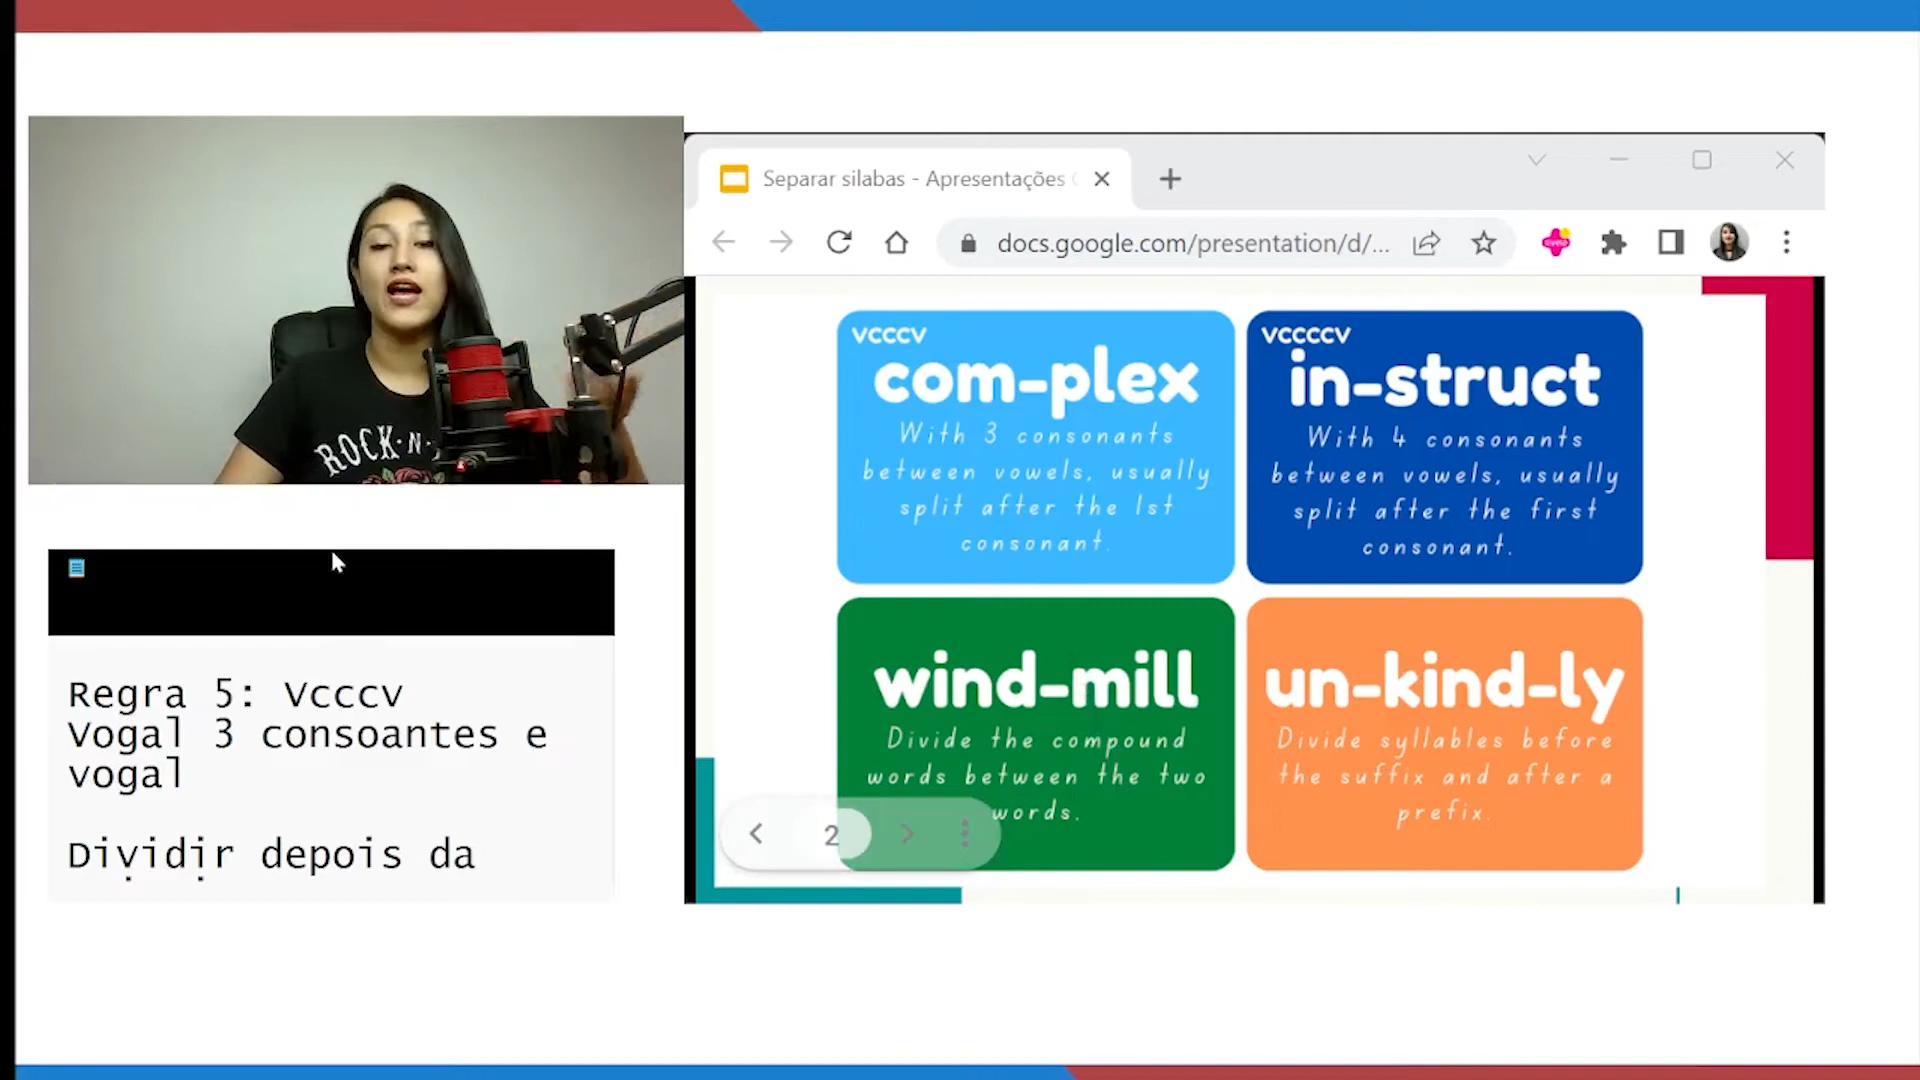 Separar silabas - Apresentações
docs.google.com/presentation/d/...
ROCK·N·
vcccv
com-plex
With 3 consonants
between vowels, usually
split after the 1st
consonant.
vccccv
in-struct
With 4 consonants
between vowels, usually
split after the first
consonant.
wind-mill
Divide the compound
words between the two
words.
un-kind-ly
Divide syllables before
the suffix and after a
prefix.
2
Regra 5: Vcccv
Vogal 3 consoantes e
vogal
Dividir depois da